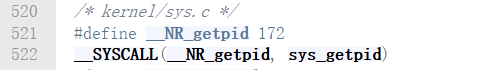 520 /* kernel/sys.c */
521 #define __NR_getpid 172
522 __SYSCALL(__NR_getpid, sys_getpid)